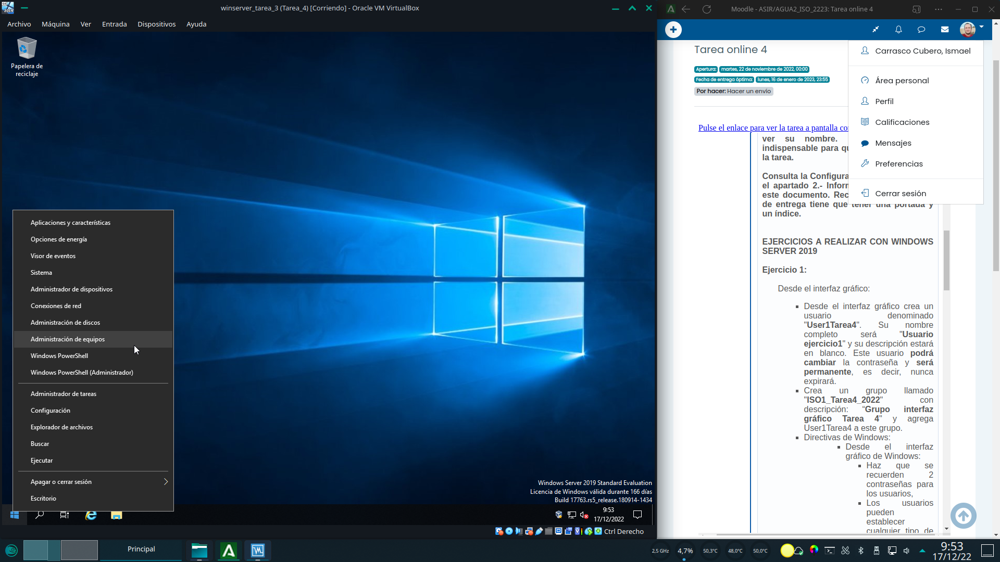 winserver_tarea_3 (Tarea_4) [Corriendo] - Oracle VM VirtualBox
Archivo Máquina Ver Entrada Dispositivos Ayuda
Papelera de
reciclaje
Aplicaciones y características
Opciones de energía
Visor de eventos
Sistema
Administrador de dispositivos
Conexiones de red
Administración de discos
Administración de equipos
Windows PowerShell
Windows PowerShell (Administrador)
Administrador de tareas
Configuración
Explorador de archivos
Buscar
Ejecutar
Apagar o cerrar sesión
Escritorio
Windows Server 2019 Standard Evaluation
Licencia de Windows válida durante 166 días
Build 17763.rs5_release.180914-1434
9:53
17/12/2022
Ctrl Derecho
Moodle - ASIR/AGUA2_ISO_2223: Tarea online 4
Tarea online 4
Apertura: martes, 22 de noviembre de 2022, 00:00
Fecha de entrega óptima: lunes, 16 de enero de 2023, 23:55
Por hacer: Hacer un envío
Carrasco Cubero, Ismael
Área personal
Perfil
Calificaciones
Mensajes
Preferencias
Cerrar sesión
Pulse el enlace para ver la tarea a pantalla
ver su nombre.
indispensable para
la tarea.
Consulta la
el apartado 2.-
este documento.
de entrega tiene que tener una portada y
un índice.
EJERCICIOS A REALIZAR CON WINDOWS
SERVER 2019
Ejercicio 1:
Desde el interfaz gráfico:
Desde el interfaz gráfico crea un
usuario denominado
"User1Tarea4". Su nombre
completo será "Usuario
ejercicio1" y su descripción estará
en blanco. Este usuario podrá
cambiar la contraseña y será
permanente, es decir, nunca
expirará.
Crea un grupo llamado
"ISO1_Tarea4_2022" con
descripción: “Grupo interfaz
gráfico Tarea 4" y agrega
User1Tarea4 a este grupo.
Directivas de Windows:
Desde el interfaz
gráfico de Windows:
Haz que se
recuerden 2
contraseñas para
los usuarios,
Los usuarios
pueden
establecer
cualquier tipo de
Principal
2,5 GHz 4,7% 50,3°C 48,0°C 50,0°C
9:53
17/12/22